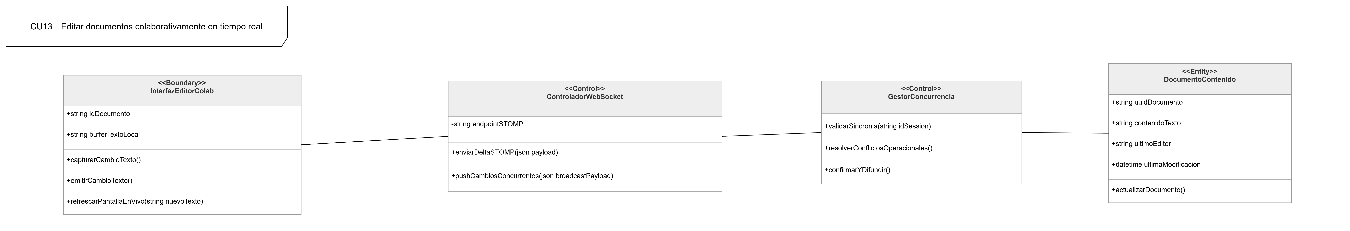 CU13 - Editar documentos colaborativamente en tiempo real
<<Boundary>>
InterfazEditorColab
+string idDocumento
+string bufferTextoLocal
+capturarCambioTexto()
+emitirCambioTexto()
+refrescarPantallaEnVivo(string nuevoTexto)
<<Control>>
ControladorWebSocket
-string endpointSTOMP
+enviarDeltaSTOMP(json payload)
+pushCambiosConcurrentes(json broadcastPayload)
<<Control>>
GestorConcurrencia
+validarSincronia(string idSession)
+resolverConflictosOperacionales()
+confirmarYDifundir()
<<Entity>>
DocumentoContenido
+string uuidDocumento
+string contenidoTexto
+string ultimoEditor
+datetime ultimaModificacion
+actualizarDocumento()